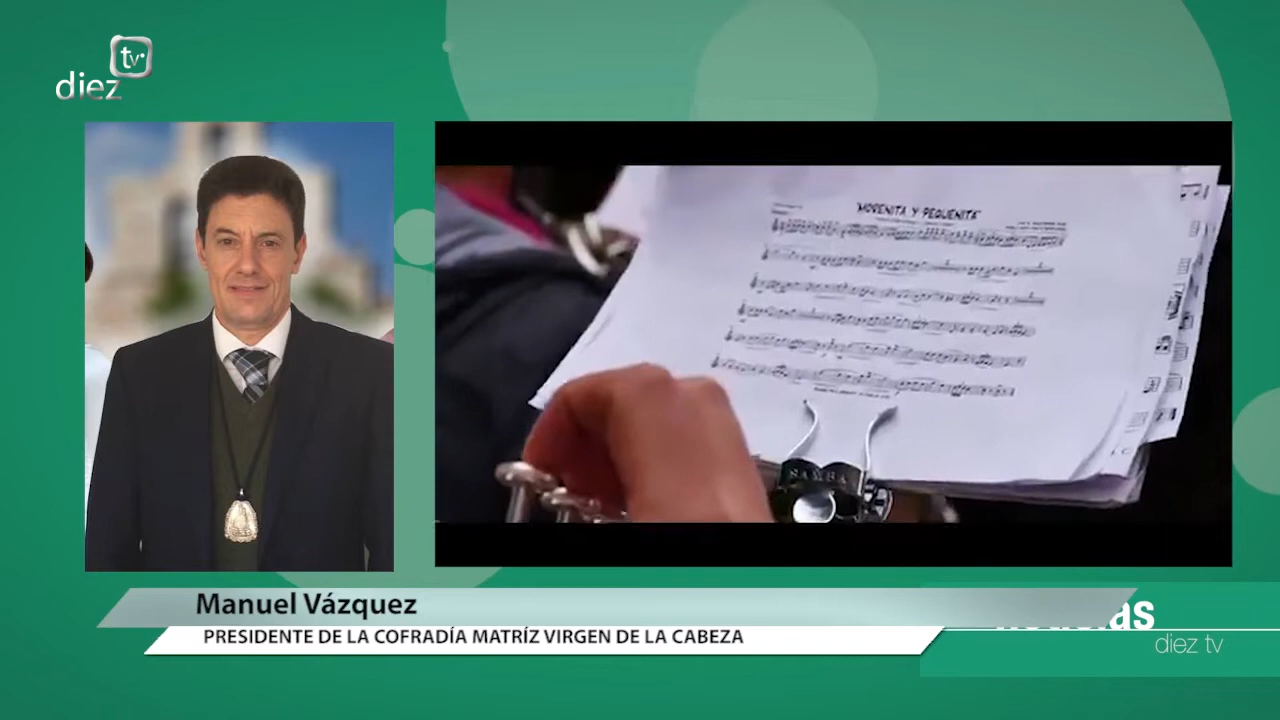 tv
diez
"MORENITA Y PEQUEÑITA"
SAMBA
Manuel Vázquez
PRESIDENTE DE LA COFRADÍA MATRÍZ VIRGEN DE LA CABEZA
diez tv